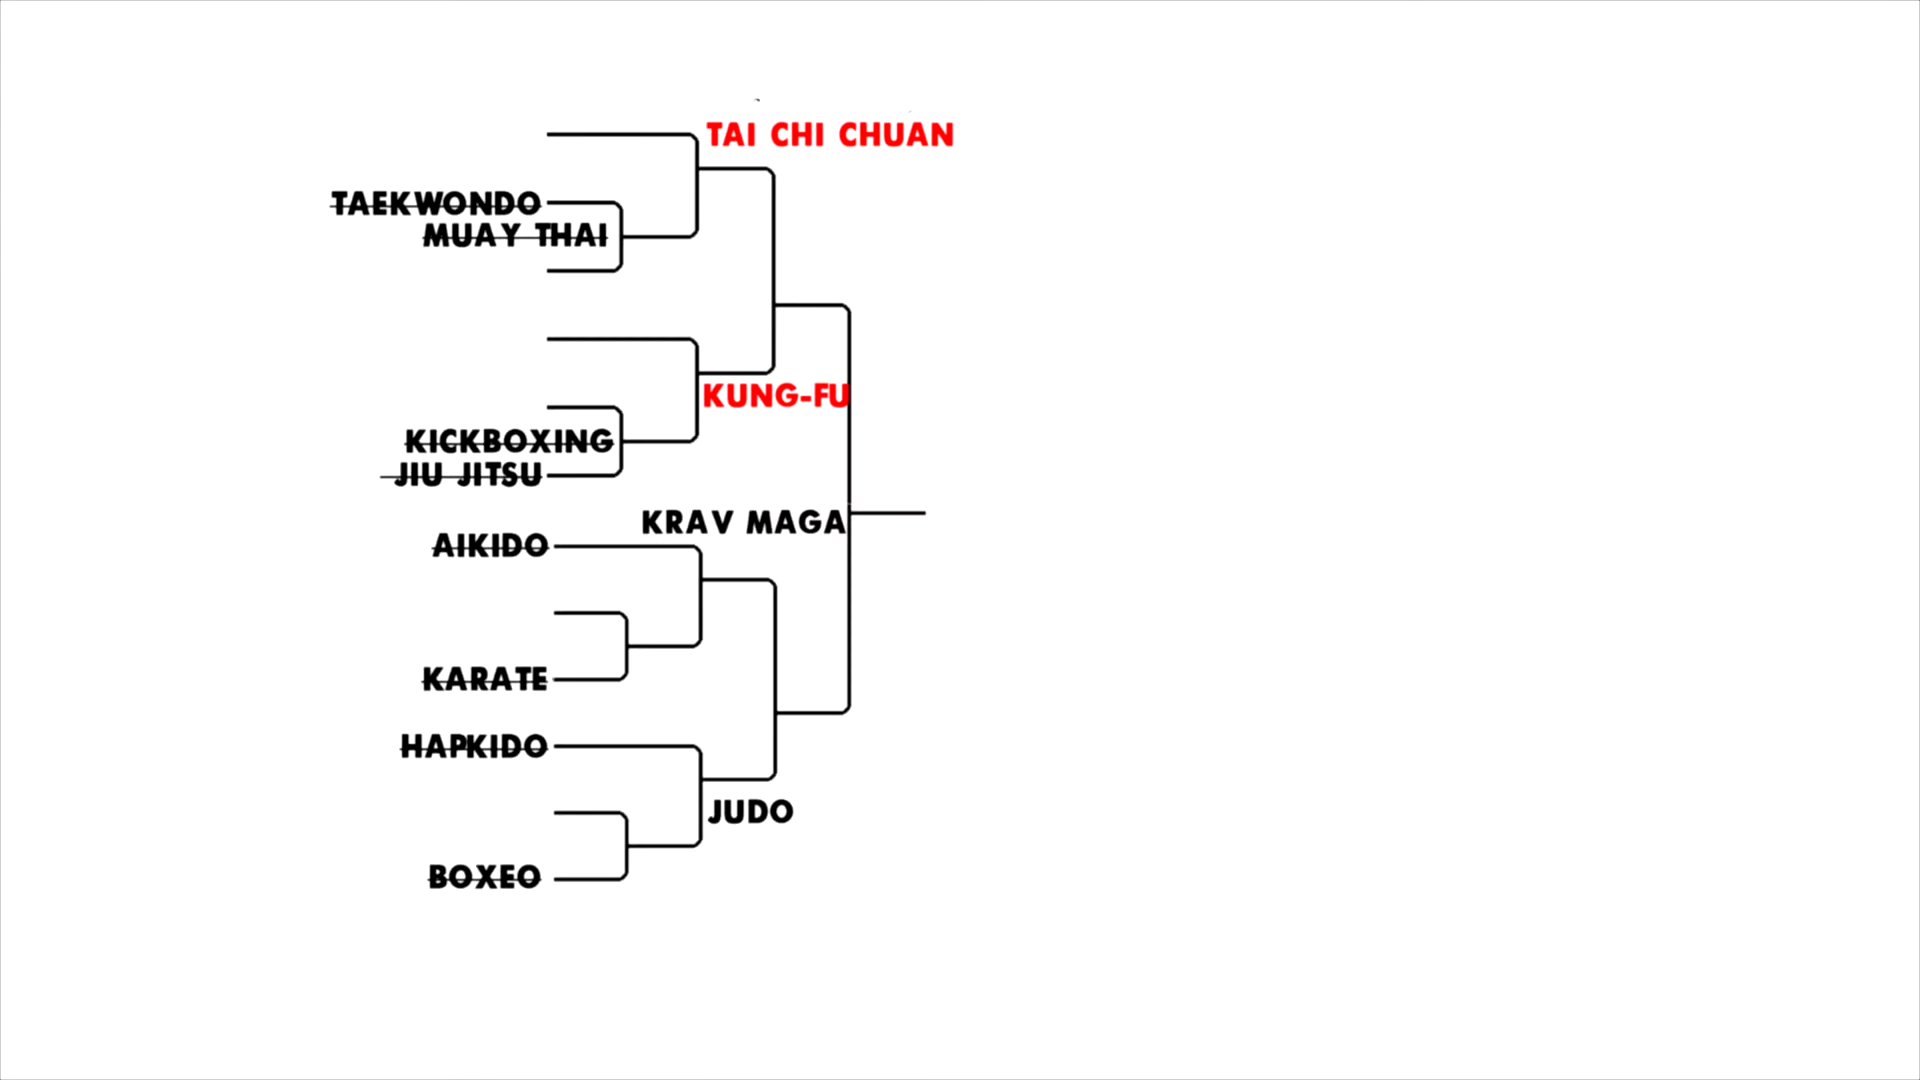 TAI CHI CHUAN
TAEKWONDO
MUAY THAI
KUNG-FU
KICKBOXING
JIU JITSU
KRAV MAGA
AIKIDO
KARATE
HAPKIDO
JUDO
BOXEO